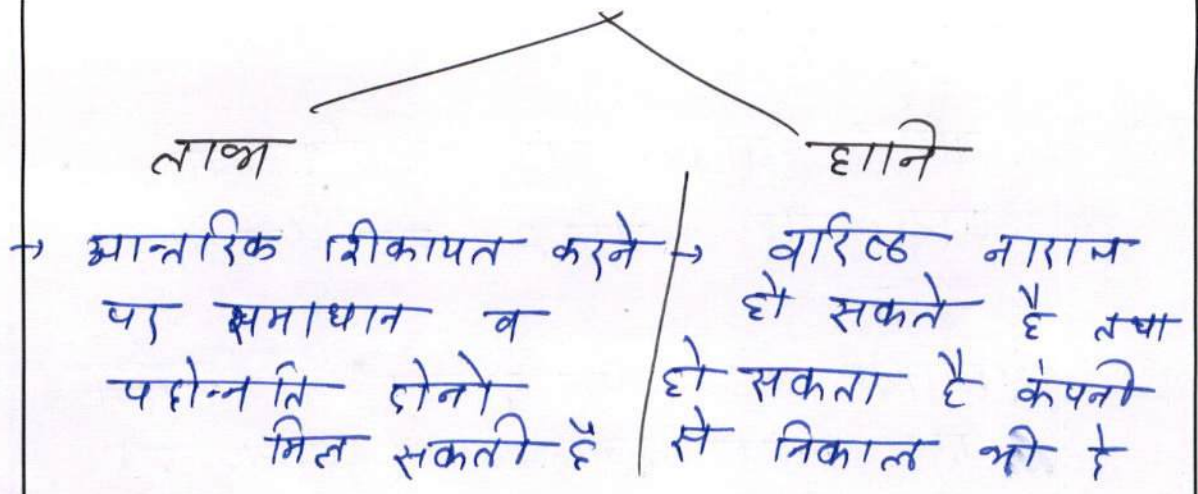 लाभ
हानि
→ आन्तरिक शिकायत करने
पर समाधान व
पदोन्नति दोनो
मिल सकती है
→ वरिष्ठ नाराज
हो सकते है तथा
हो सकता है कंपनी
से निकाल भी दे